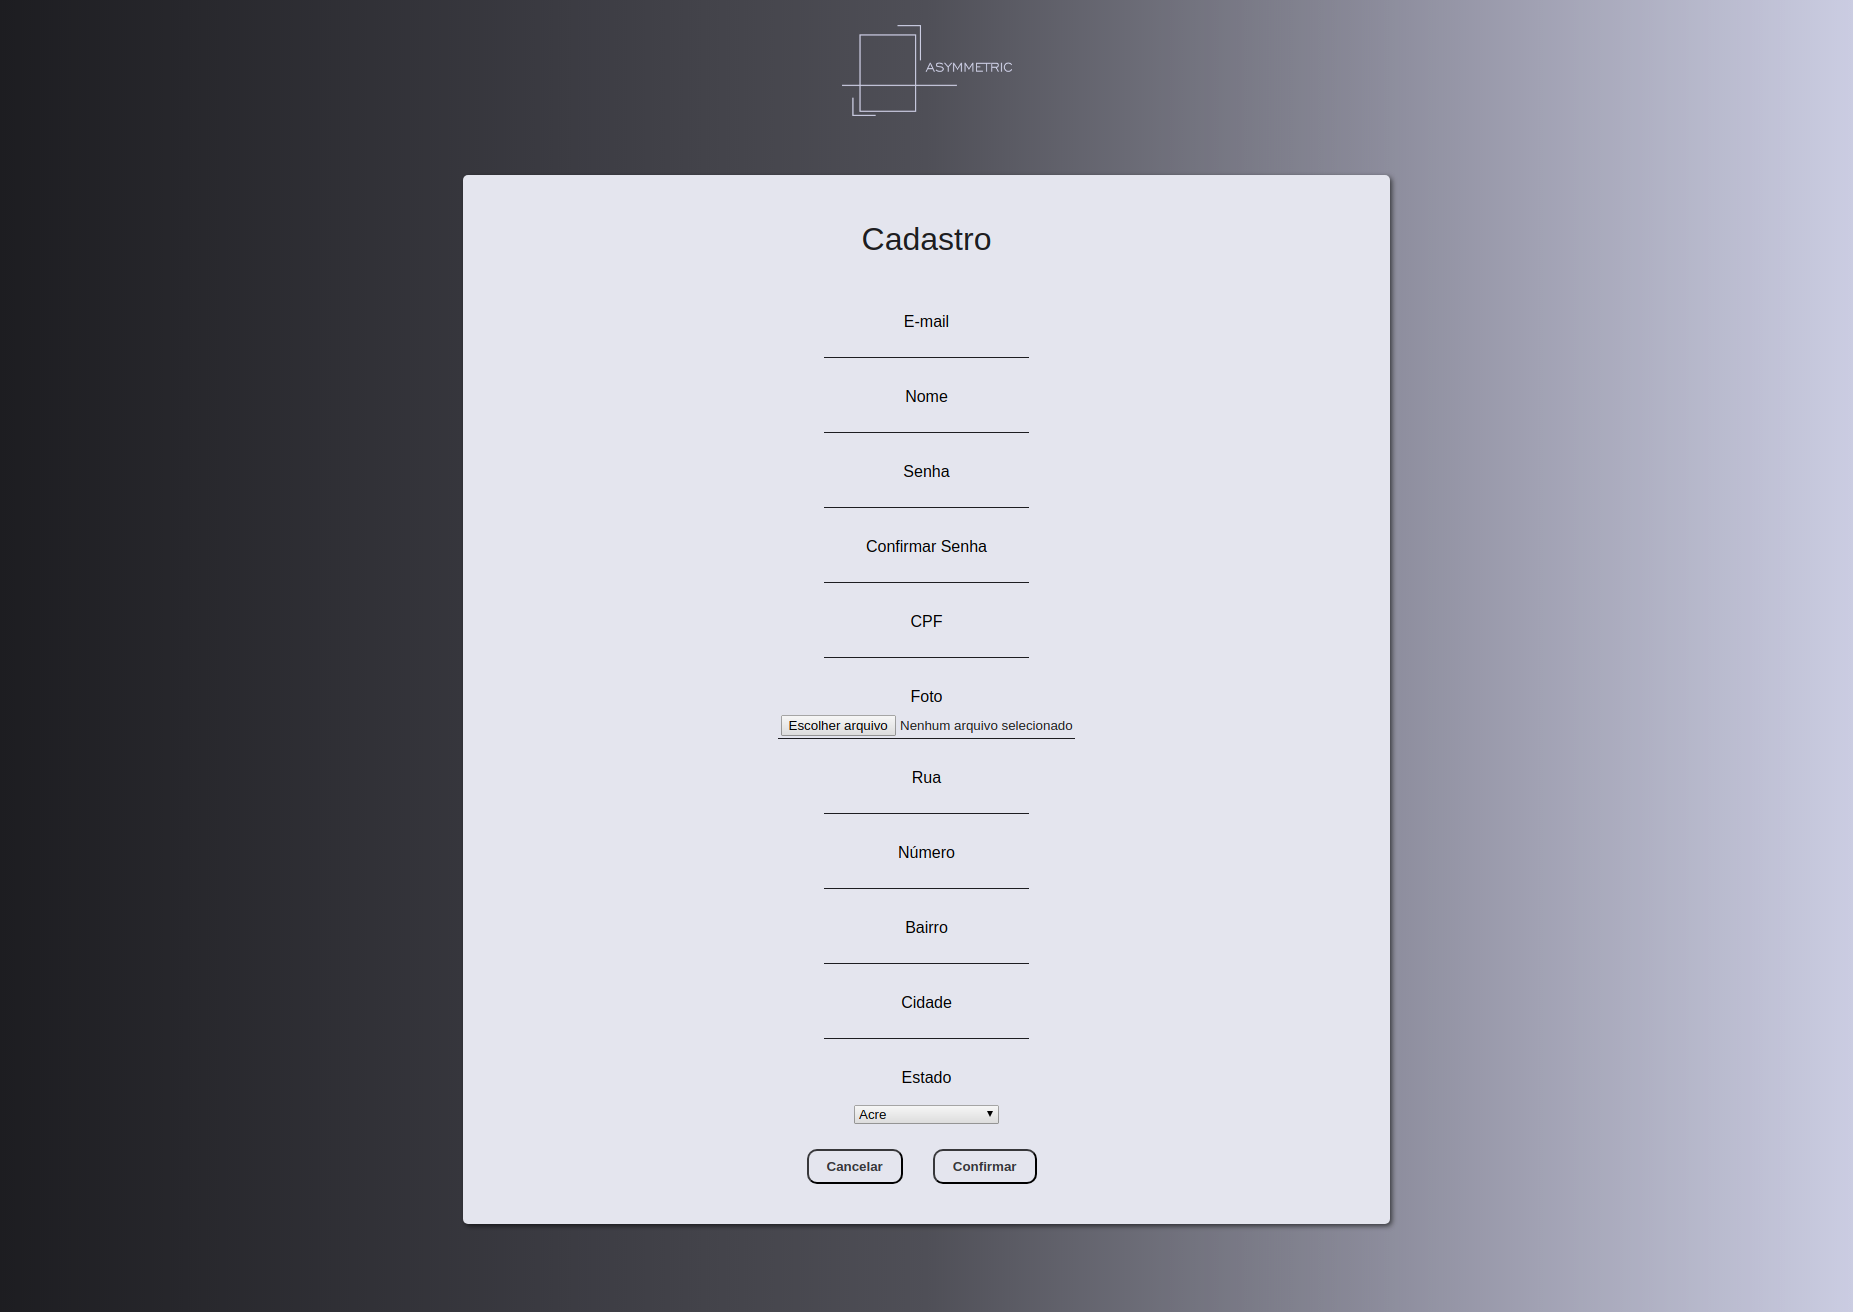 ASYMMETRIC
Cadastro
E-mail
Nome
Senha
Confirmar Senha
CPF
Foto
Escolher arquivo Nenhum arquivo selecionado
Rua
Número
Bairro
Cidade
Estado
Acre
Cancelar Confirmar